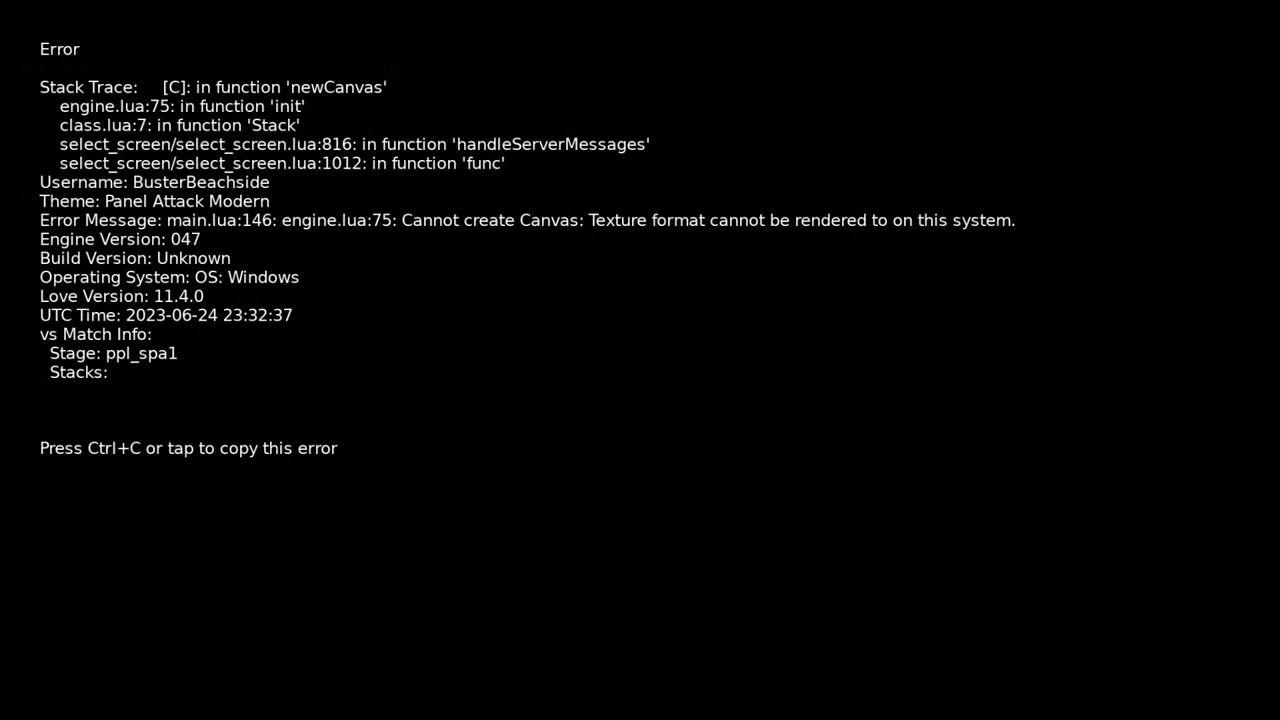 Error
Stack Trace:     [C]: in function 'newCanvas'
    engine.lua:75: in function 'init'
    class.lua:7: in function 'Stack'
    select_screen/select_screen.lua:816: in function 'handleServerMessages'
    select_screen/select_screen.lua:1012: in function 'func'
Username: BusterBeachside
Theme: Panel Attack Modern
Error Message: main.lua:146: engine.lua:75: Cannot create Canvas: Texture format cannot be rendered to on this system.
Engine Version: 047
Build Version: Unknown
Operating System: OS: Windows
Love Version: 11.4.0
UTC Time: 2023-06-24 23:32:37
vs Match Info:
  Stage: ppl_spa1
  Stacks:
Press Ctrl+C or tap to copy this error